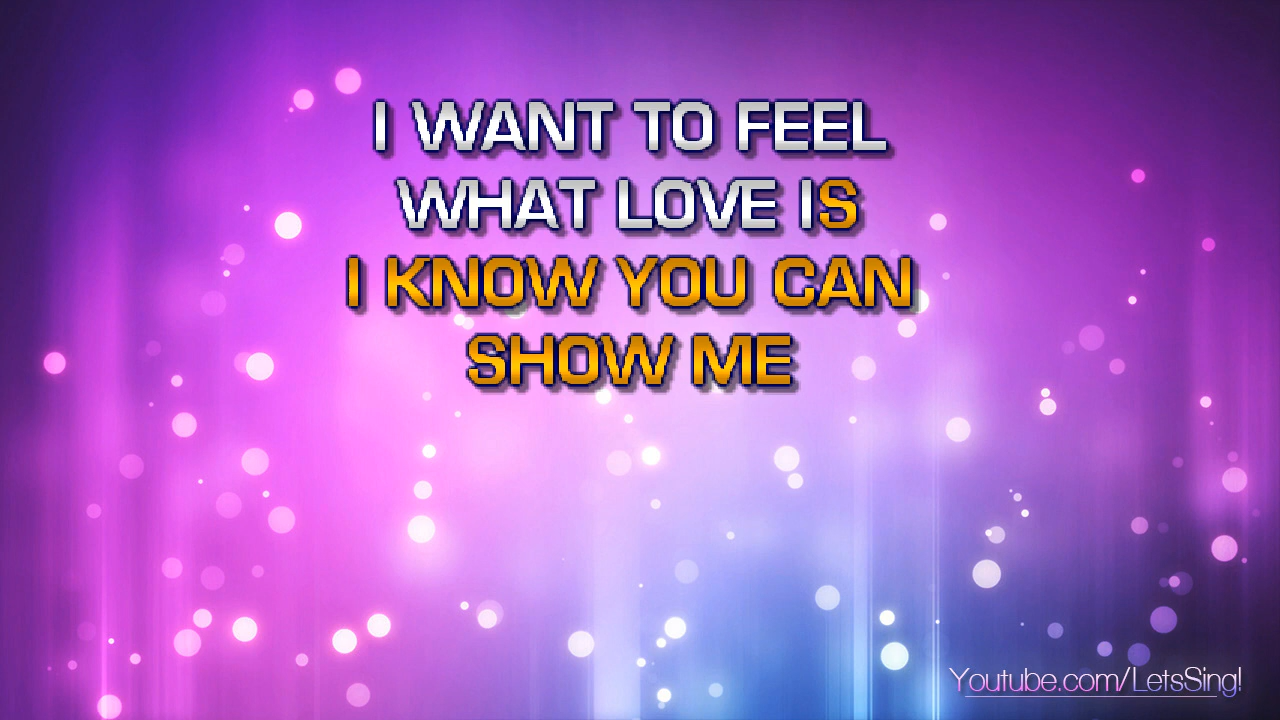 I WANT TO FEEL
WHAT LOVE IS
I KNOW YOU CAN
SHOW ME
Youtube.com/LetsSing!